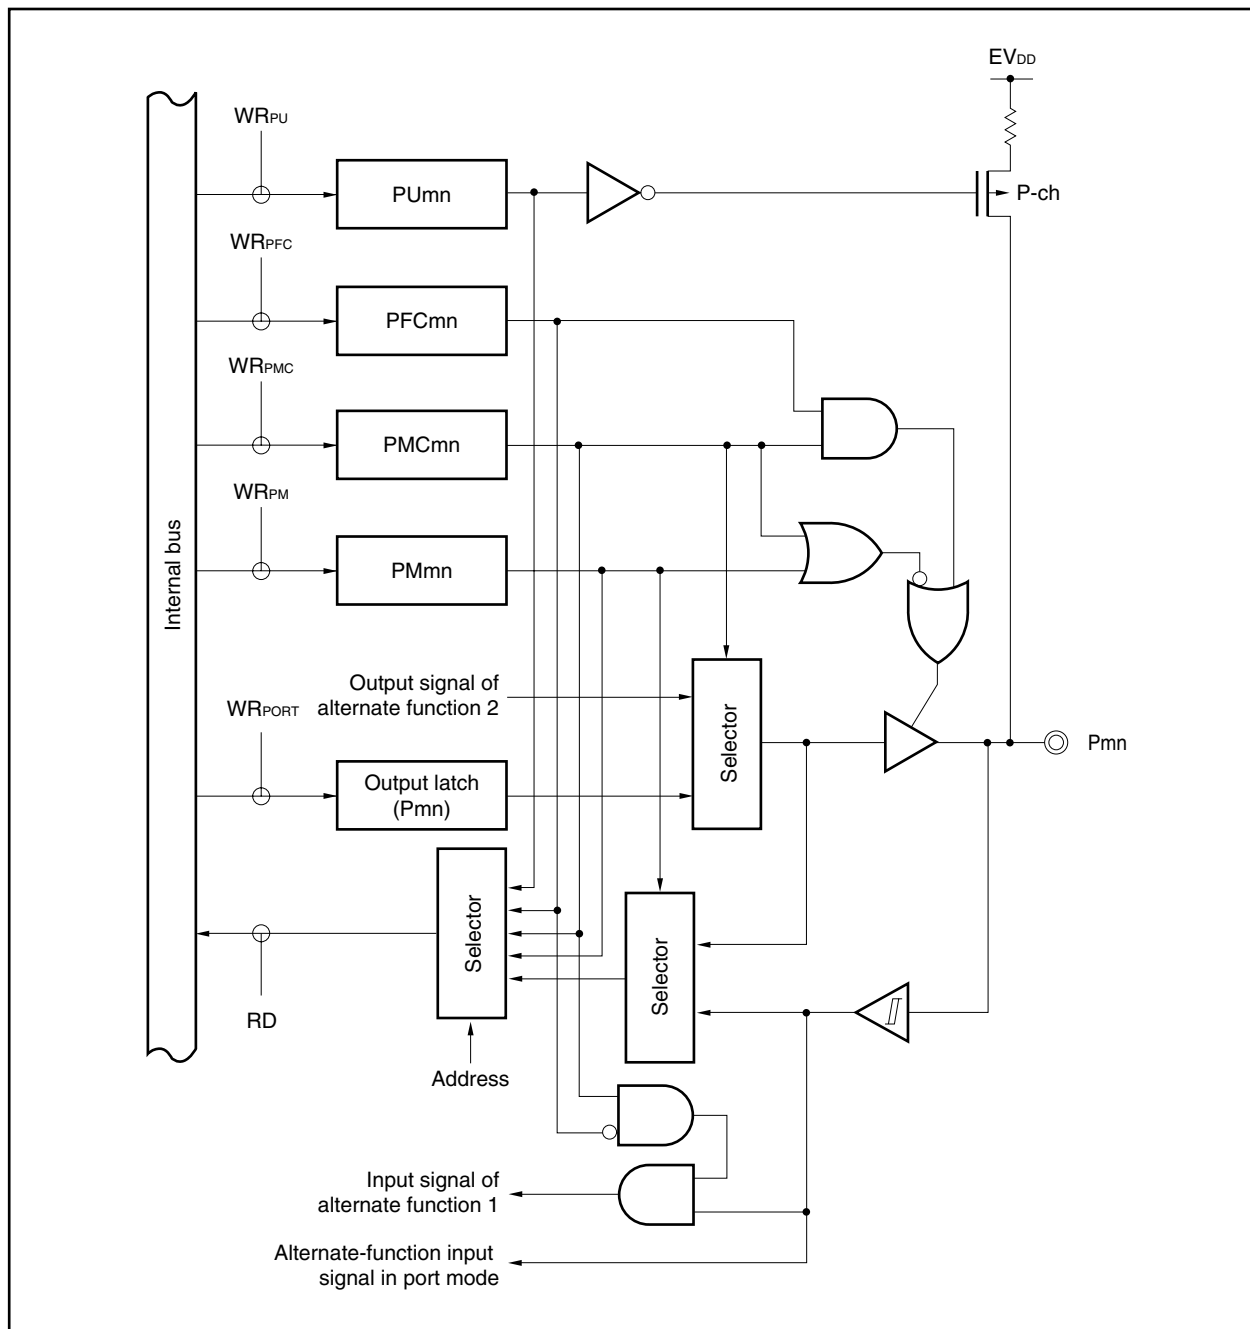 EVDD
WRPU
PUmn
P-ch
WRPFC
PFCmn
WRPMC
PMCmn
WRPM
PMmn
Internal bus
Output signal of
alternate function 2
Selector
WRPORT
Output latch
(Pmn)
Pmn
Selector
Selector
RD
Address
Input signal of
alternate function 1
Alternate-function input
signal in port mode